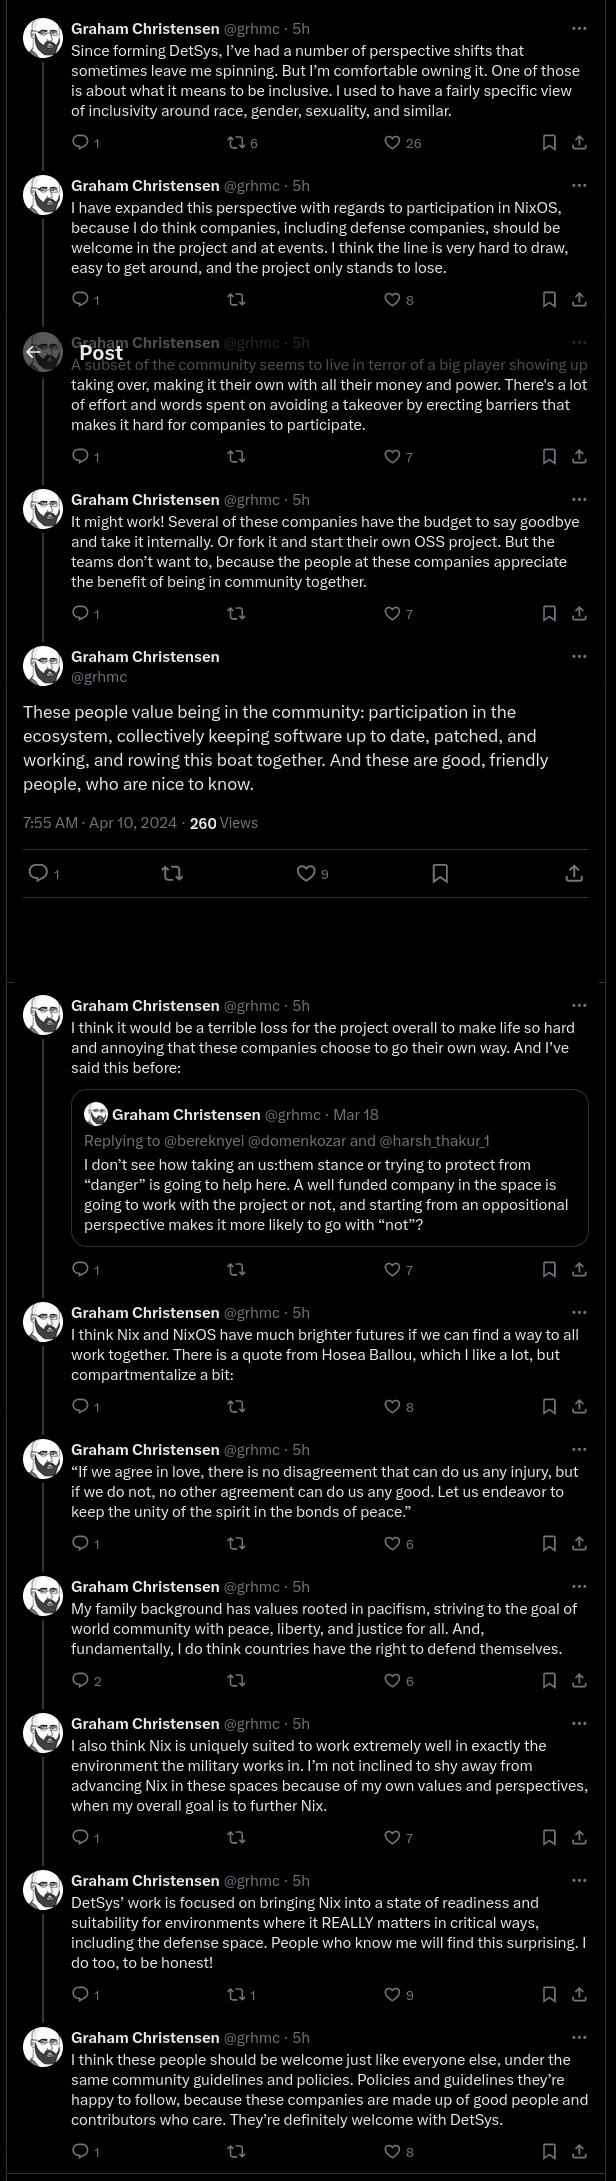 Graham Christensen @grhmc · 5h
Since forming DetSys, I've had a number of perspective shifts that
sometimes leave me spinning. But I'm comfortable owning it. One of those
is about what it means to be inclusive. I used to have a fairly specific view
of inclusivity around race, gender, sexuality, and similar.
1 6 26
Graham Christensen @grhmc · 5h
I have expanded this perspective with regards to participation in NixOS,
because I do think companies, including defense companies, should be
welcome in the project and at events. I think the line is very hard to draw,
easy to get around, and the project only stands to lose.
1 8
Graham Christensen @grhmc · 5h
Post
A subset of the community seems to live in terror of a big player showing up
taking over, making it their own with all their money and power. There's a lot
of effort and words spent on avoiding a takeover by erecting barriers that
makes it hard for companies to participate.
1 7
Graham Christensen @grhmc · 5h
It might work! Several of these companies have the budget to say goodbye
and take it internally. Or fork it and start their own OSS project. But the
teams don't want to, because the people at these companies appreciate
the benefit of being in community together.
1 7
Graham Christensen
@grhmc
These people value being in the community: participation in the
ecosystem, collectively keeping software up to date, patched, and
working, and rowing this boat together. And these are good, friendly
people, who are nice to know.
7:55 AM · Apr 10, 2024 · 260 Views
1 9
Graham Christensen @grhmc · 5h
I think it would be a terrible loss for the project overall to make life so hard
and annoying that these companies choose to go their own way. And I've
said this before:
Graham Christensen @grhmc · Mar 18
Replying to @bereknyei @domenkozar and @harsh_thakur_1
I don't see how taking an us:them stance or trying to protect from
“danger” is going to help here. A well funded company in the space is
going to work with the project or not, and starting from an oppositional
perspective makes it more likely to go with “not”?
1 7
Graham Christensen @grhmc · 5h
I think Nix and NixOS have much brighter futures if we can find a way to all
work together. There is a quote from Hosea Ballou, which I like a lot, but
compartmentalize a bit:
1 8
Graham Christensen @grhmc · 5h
“If we agree in love, there is no disagreement that can do us any injury, but
if we do not, no other agreement can do us any good. Let us endeavor to
keep the unity of the spirit in the bonds of peace.”
1 6
Graham Christensen @grhmc · 5h
My family background has values rooted in pacifism, striving to the goal of
world community with peace, liberty, and justice for all. And,
fundamentally, I do think countries have the right to defend themselves.
2 6
Graham Christensen @grhmc · 5h
I also think Nix is uniquely suited to work extremely well in exactly the
environment the military works in. I'm not inclined to shy away from
advancing Nix in these spaces because of my own values and perspectives,
when my overall goal is to further Nix.
1 7
Graham Christensen @grhmc · 5h
DetSys' work is focused on bringing Nix into a state of readiness and
suitability for environments where it REALLY matters in critical ways,
including the defense space. People who know me will find this surprising. I
do too, to be honest!
1 1 9
Graham Christensen @grhmc · 5h
I think these people should be welcome just like everyone else, under the
same community guidelines and policies. Policies and guidelines they're
happy to follow, because these companies are made up of good people and
contributors who care. They're definitely welcome with DetSys.
1 8